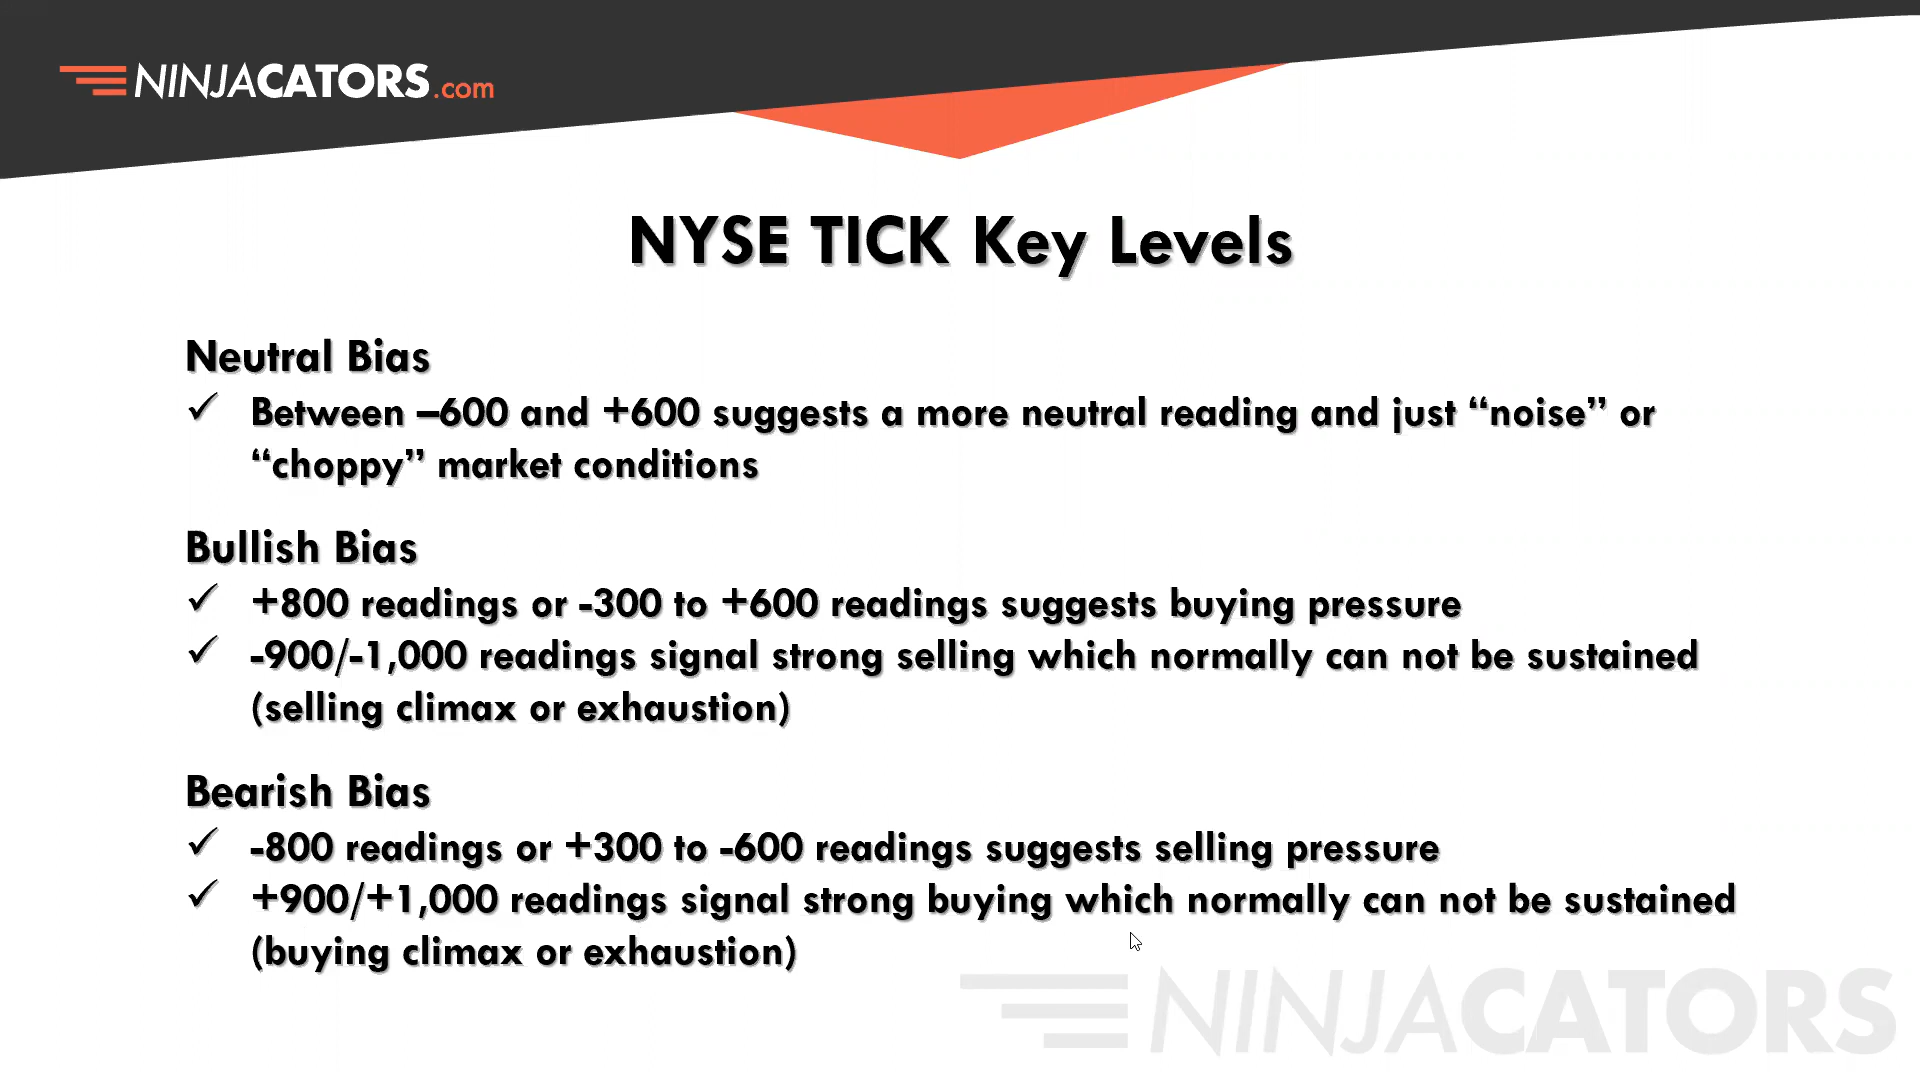 NINJACATORS.com
NYSE TICK Key Levels
Neutral Bias
✓ Between –600 and +600 suggests a more neutral reading and just “noise” or
“choppy” market conditions
Bullish Bias
✓ +800 readings or -300 to +600 readings suggests buying pressure
✓ -900/-1,000 readings signal strong selling which normally can not be sustained
(selling climax or exhaustion)
Bearish Bias
✓ -800 readings or +300 to -600 readings suggests selling pressure
✓ +900/+1,000 readings signal strong buying which normally can not be sustained
(buying climax or exhaustion)
NINJACATORS